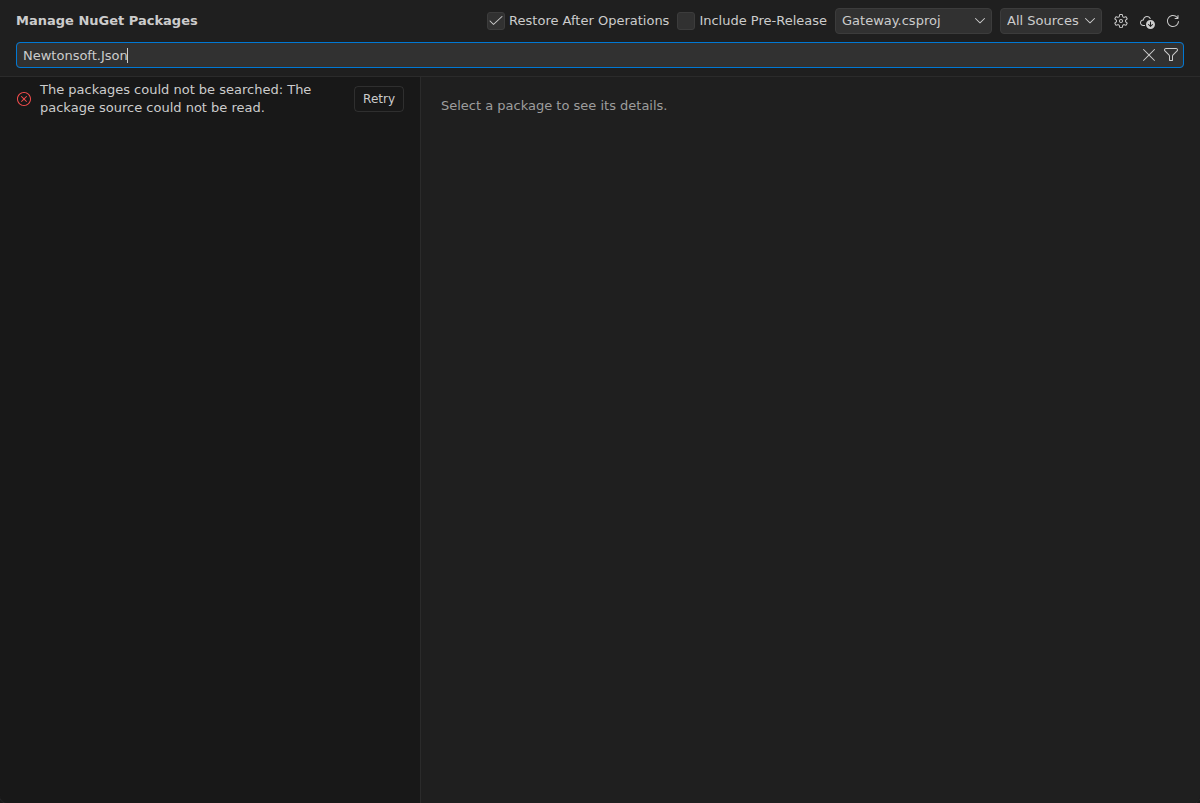 Manage NuGet Packages
Restore After Operations
Include Pre-Release
Gateway.csproj
All Sources
Newtonsoft.Json
The packages could not be searched: The
package source could not be read.
Retry
Select a package to see its details.